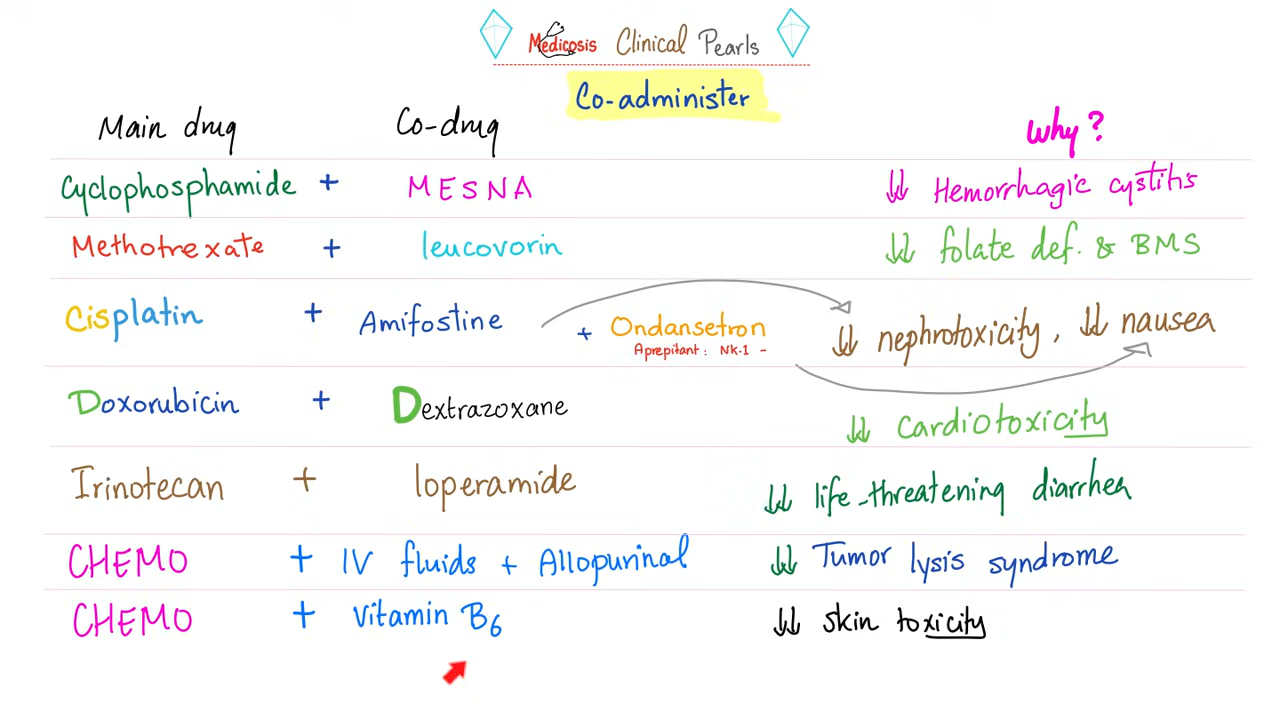 Medicosis Clinical Pearls
Co-administer
Main drug Co-drug Why?
Cyclophosphamide + MESNA ↓↓ Hemorrhagic cystitis
Methotrexate + leucovorin ↓↓ folate def. & BMS
Cisplatin + Amifostine + Ondansetron ↓↓ nephrotoxicity, ↓↓ nausea
Aprepitant: NK-1 -
Doxorubicin + Dextrazoxane ↓↓ Cardiotoxicity
Irinotecan + loperamide ↓↓ life-threatening diarrhea
CHEMO + IV fluids + Allopurinal ↓↓ Tumor lysis syndrome
CHEMO + Vitamin B6 ↓↓ skin toxicity